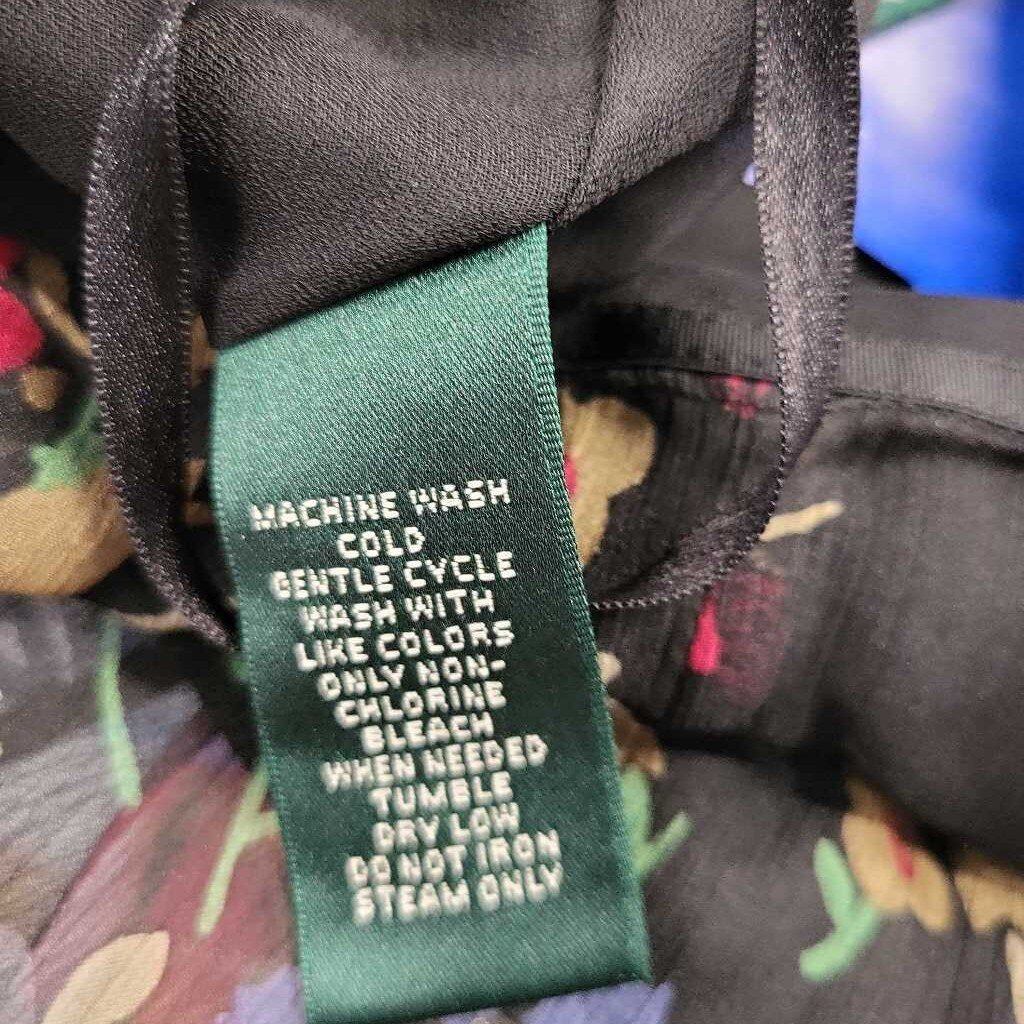 MACHINE WASH
COLD
GENTLE CYCLE
WASH WITH
LIKE COLORS
ONLY NON-
CHLORINE
BLEACH
WHEN NEEDED
TUMBLE
DRY LOW
DO NOT IRON
STEAM ONLY